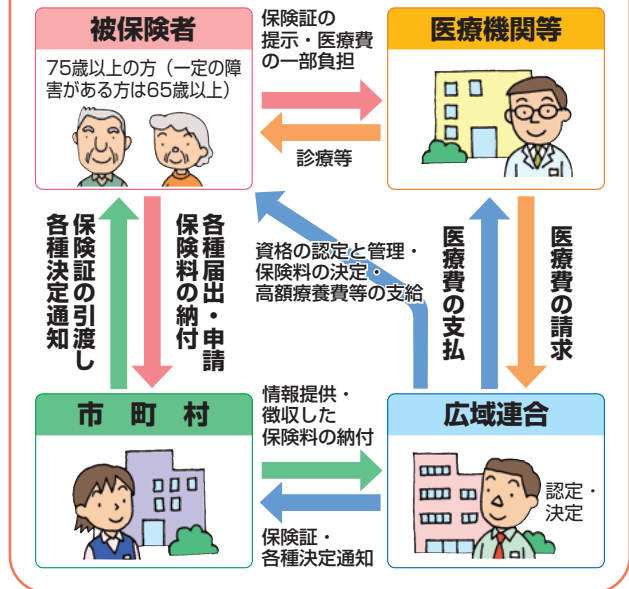 被保険者
75歳以上の方（一定の障
害がある方は65歳以上）
保険証の
提示・医療費
の一部負担
診療等
医療機関等
保険証の引渡し
各種決定通知
各種届出・申請
保険料の納付
資格の認定と管理・
保険料の決定・
高額療養費等の支給
医療費の支払
医療費の請求
市町村
情報提供・
徴収した
保険料の納付
保険証・
各種決定通知
広域連合
認定・
決定